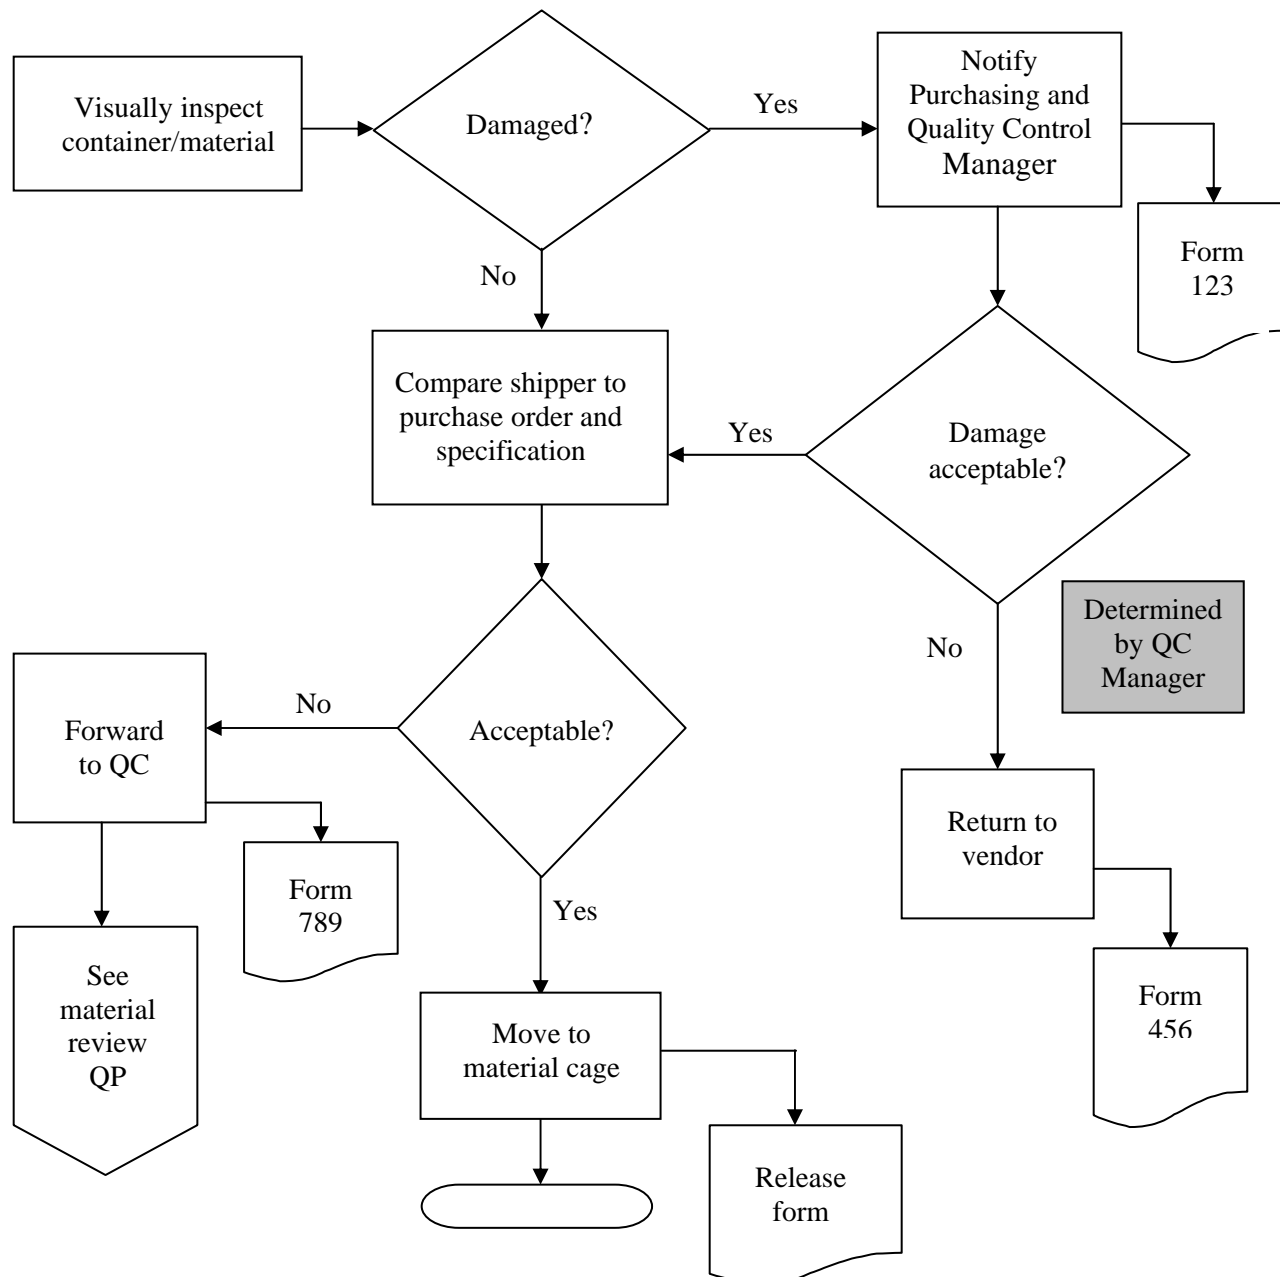 Visually inspect
container/material
Damaged?
Yes
Notify
Purchasing and
Quality Control
Manager
Form
123
No
Compare shipper to
purchase order and
specification
Yes
Damage
acceptable?
Determined
by QC
Manager
No
Return to
vendor
Form
456
Acceptable?
No
Forward
to QC
Form
789
See
material
review
QP
Yes
Move to
material cage
Release
form